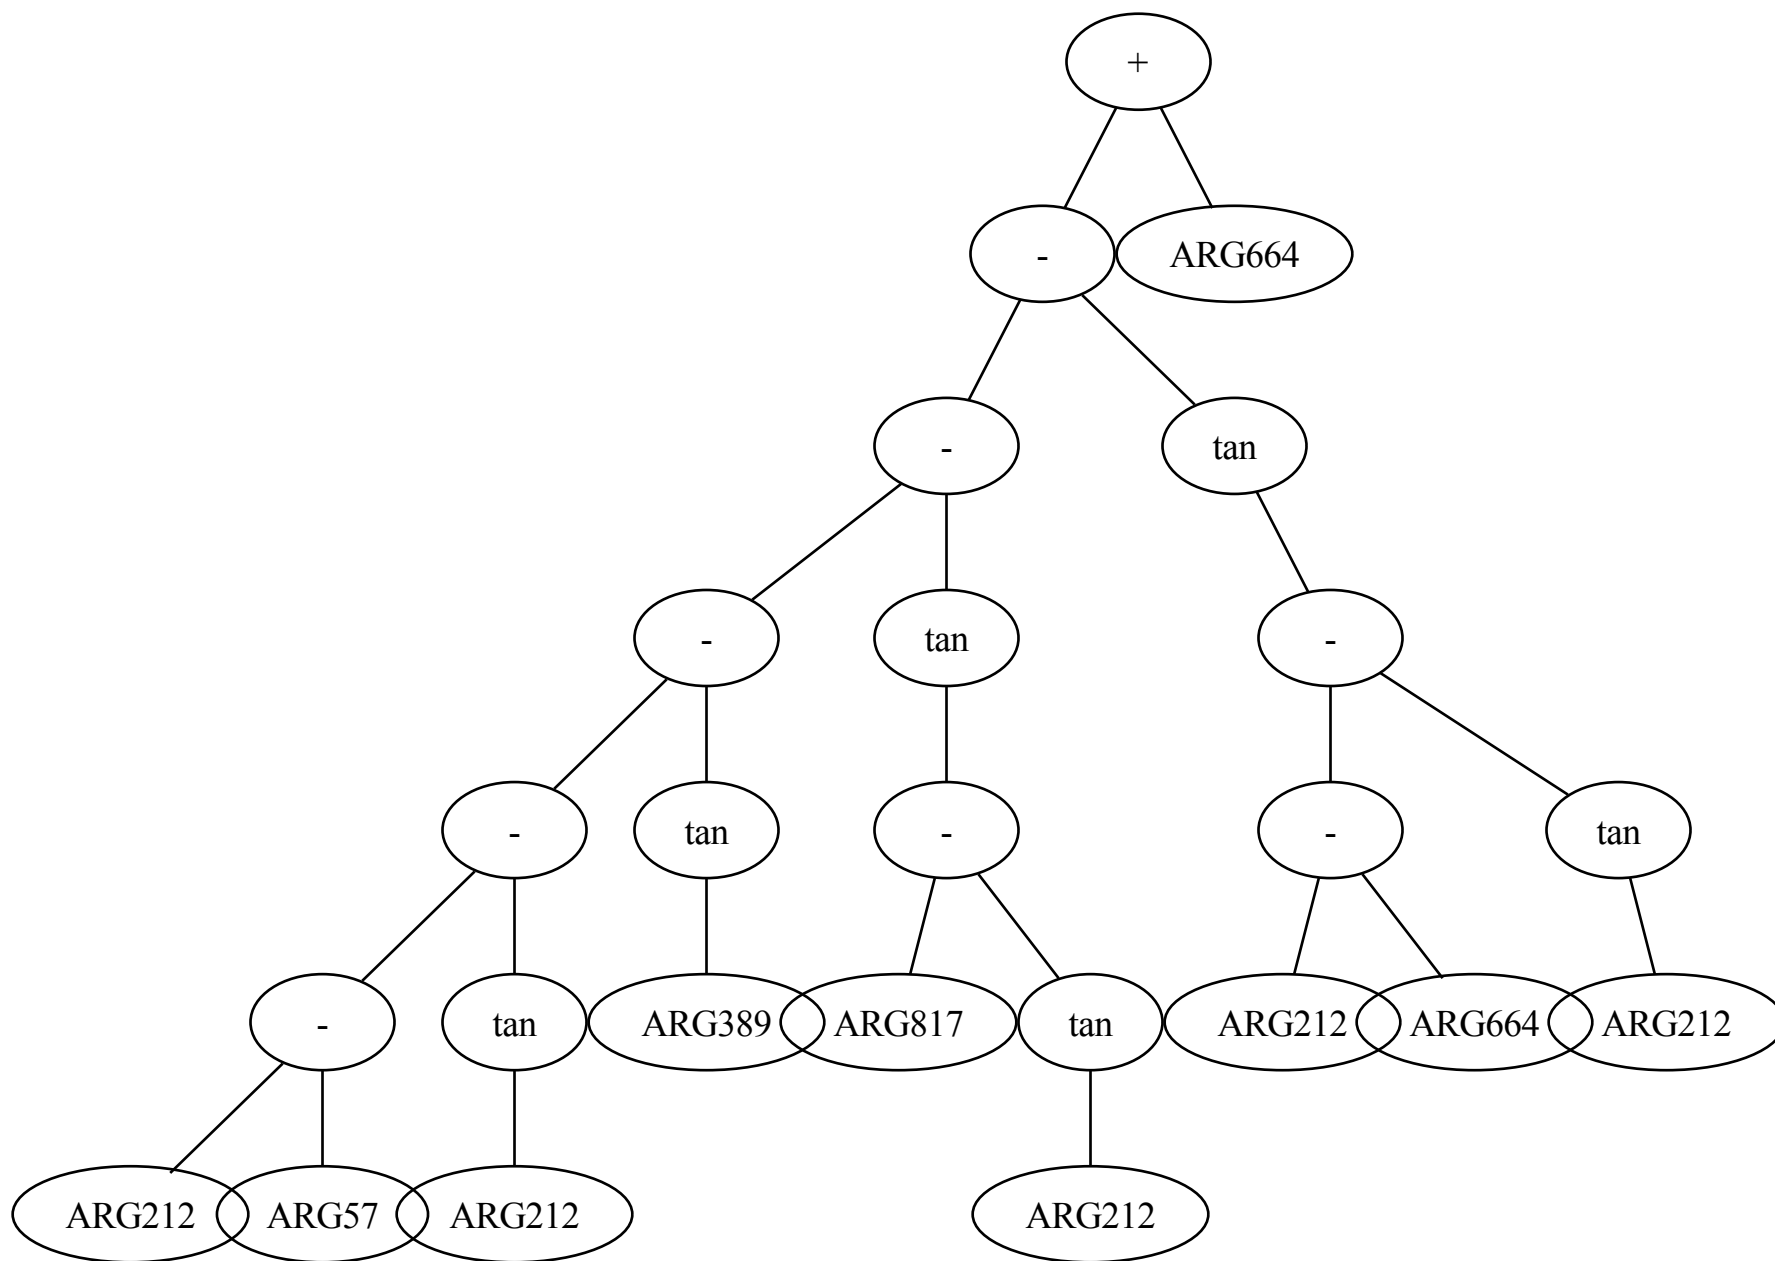 +
- ARG664
- tan
- tan -
- tan - - tan
- tan ARG389 ARG817 tan ARG212 ARG664 ARG212
ARG212 ARG57 ARG212 ARG212